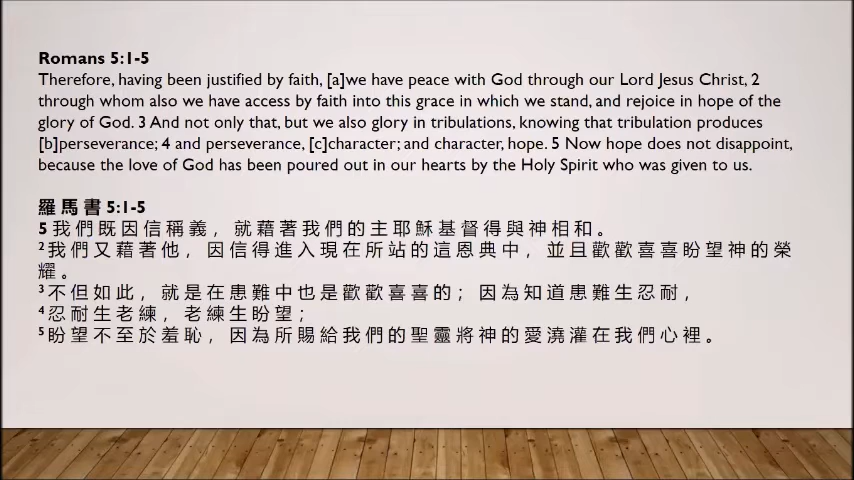 Romans 5:1-5
Therefore, having been justified by faith, [a]we have peace with God through our Lord Jesus Christ, 2
through whom also we have access by faith into this grace in which we stand, and rejoice in hope of the
glory of God. 3 And not only that, but we also glory in tribulations, knowing that tribulation produces
[b]perseverance; 4 and perseverance, [c]character; and character, hope. 5 Now hope does not disappoint,
because the love of God has been poured out in our hearts by the Holy Spirit who was given to us.
羅馬書 5:1-5
5 我們既因信稱義，就藉著我們的主耶穌基督得與神相和。
2 我們又藉著他，因信得進入現在所站的這恩典中，並且歡歡喜喜盼望神的榮
耀。
3 不但如此，就是在患難中也是歡歡喜喜的；因為知道患難生忍耐，
4 忍耐生老練，老練生盼望；
5 盼望不至於羞恥，因為所賜給我們的聖靈將神的愛澆灌在我們心裡。